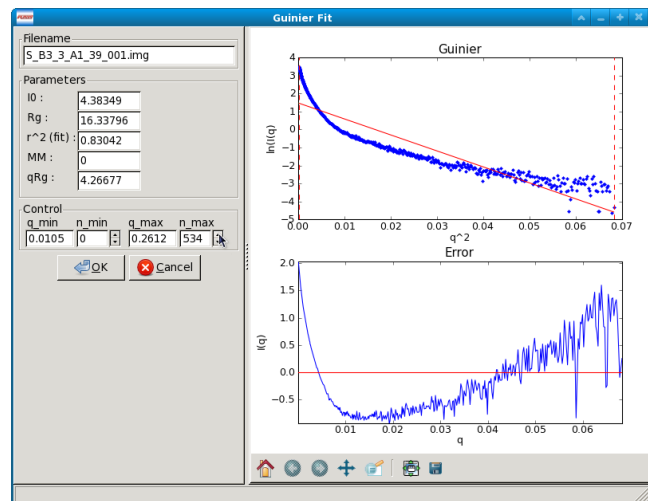 Guinier Fit
Filename
S_B3_3_A1_39_001.img
Parameters
I0 : 4.38349
Rg : 16.33796
r^2 (fit) : 0.83042
MM : 0
qRg : 4.26677
Control
q_min n_min q_max n_max
0.0105 0 0.2612 534
OK Cancel
Guinier
4
3
2
1
0
−1
−2
−3
−4
−5
ln(I(q)
0.00 0.01 0.02 0.03 0.04 0.05 0.06 0.07
q^2
Error
2.0
1.5
1.0
0.5
0.0
−0.5
I(q)
0.01 0.02 0.03 0.04 0.05 0.06
q